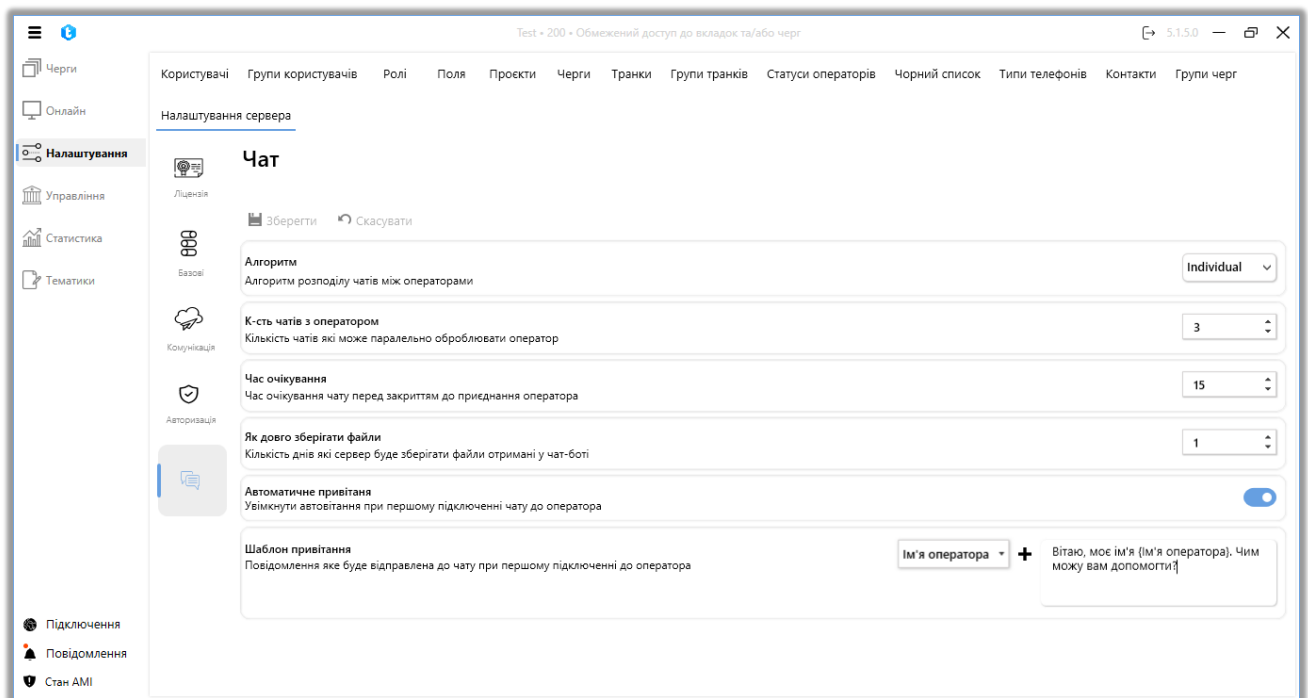 Test • 200 • Обмежений доступ до вкладок та/або черг
5.1.5.0
Черги
Онлайн
Налаштування
Управління
Статистика
Тематики
Підключення
Повідомлення
Стан AMI
Користувачі Групи користувачів Ролі Поля Проєкти Черги Транки Групи транків Статуси операторів Чорний список Типи телефонів Контакти Групи черг
Налаштування сервера
Ліцензія
Базові
Комунікація
Авторизація
Чат
Зберегти Скасувати
Алгоритм
Алгоритм розподілу чатів між операторами
Individual
К-сть чатів з оператором
Кількість чатів які може паралельно оброблювати оператор
3
Час очікування
Час очікування чату перед закриттям до приєднання оператора
15
Як довго зберігати файли
Кількість днів які сервер буде зберігати файли отримані у чат-боті
1
Автоматичне привітаня
Увімкнути автовітання при першому підключенні чату до оператора
Шаблон привітання
Повідомлення яке буде відправлена до чату при першому підключенні до оператора
Ім'я оператора
Вітаю, моє ім'я {Ім'я оператора}. Чим
можу вам допомогти?